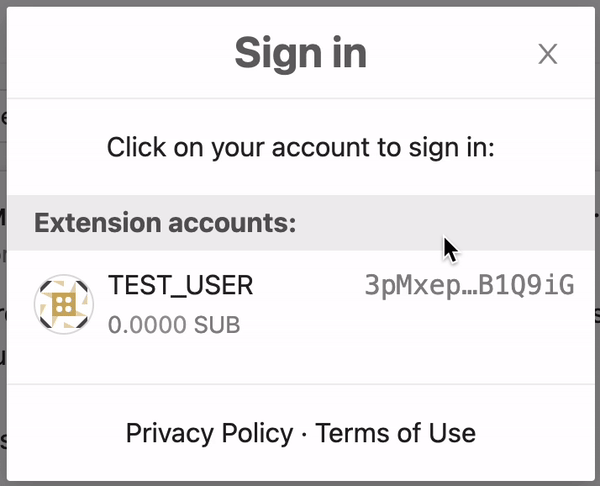 Sign in
X
Click on your account to sign in:
Extension accounts:
TEST_USER
3pMxep…B1Q9iG
0.0000 SUB
Privacy Policy · Terms of Use